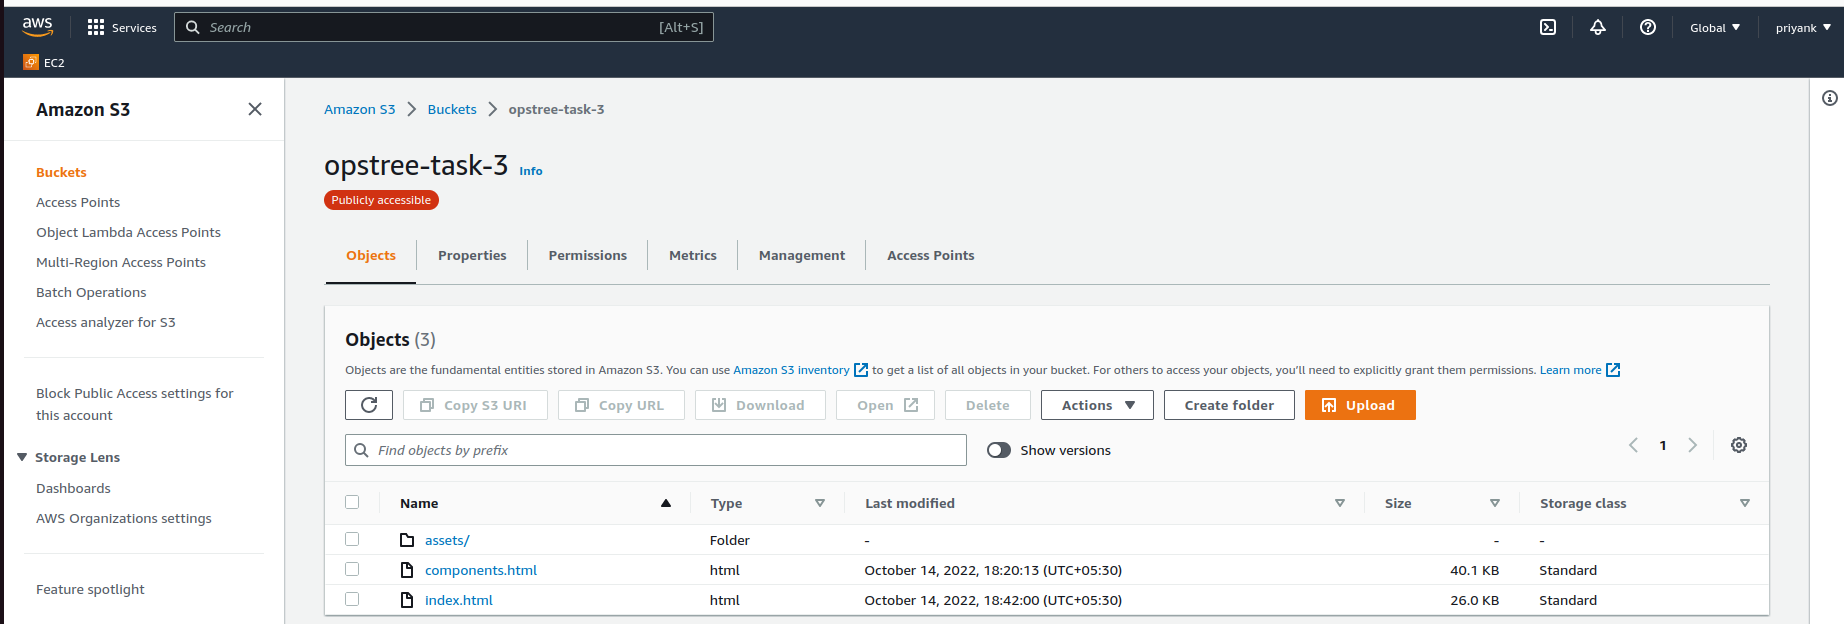 aws Services Search [Alt+S] Global priyank
EC2
Amazon S3
Buckets
Access Points
Object Lambda Access Points
Multi-Region Access Points
Batch Operations
Access analyzer for S3
Block Public Access settings for
this account
Storage Lens
Dashboards
AWS Organizations settings
Feature spotlight
Amazon S3 Buckets opstree-task-3
opstree-task-3 Info
Publicly accessible
Objects Properties Permissions Metrics Management Access Points
Objects (3)
Objects are the fundamental entities stored in Amazon S3. You can use Amazon S3 inventory to get a list of all objects in your bucket. For others to access your objects, you'll need to explicitly grant them permissions. Learn more
Copy S3 URI Copy URL Download Open Delete Actions Create folder Upload
Find objects by prefix Show versions 1
Name Type Last modified Size Storage class
assets/ Folder - - -
components.html html October 14, 2022, 18:20:13 (UTC+05:30) 40.1 KB Standard
index.html html October 14, 2022, 18:42:00 (UTC+05:30) 26.0 KB Standard